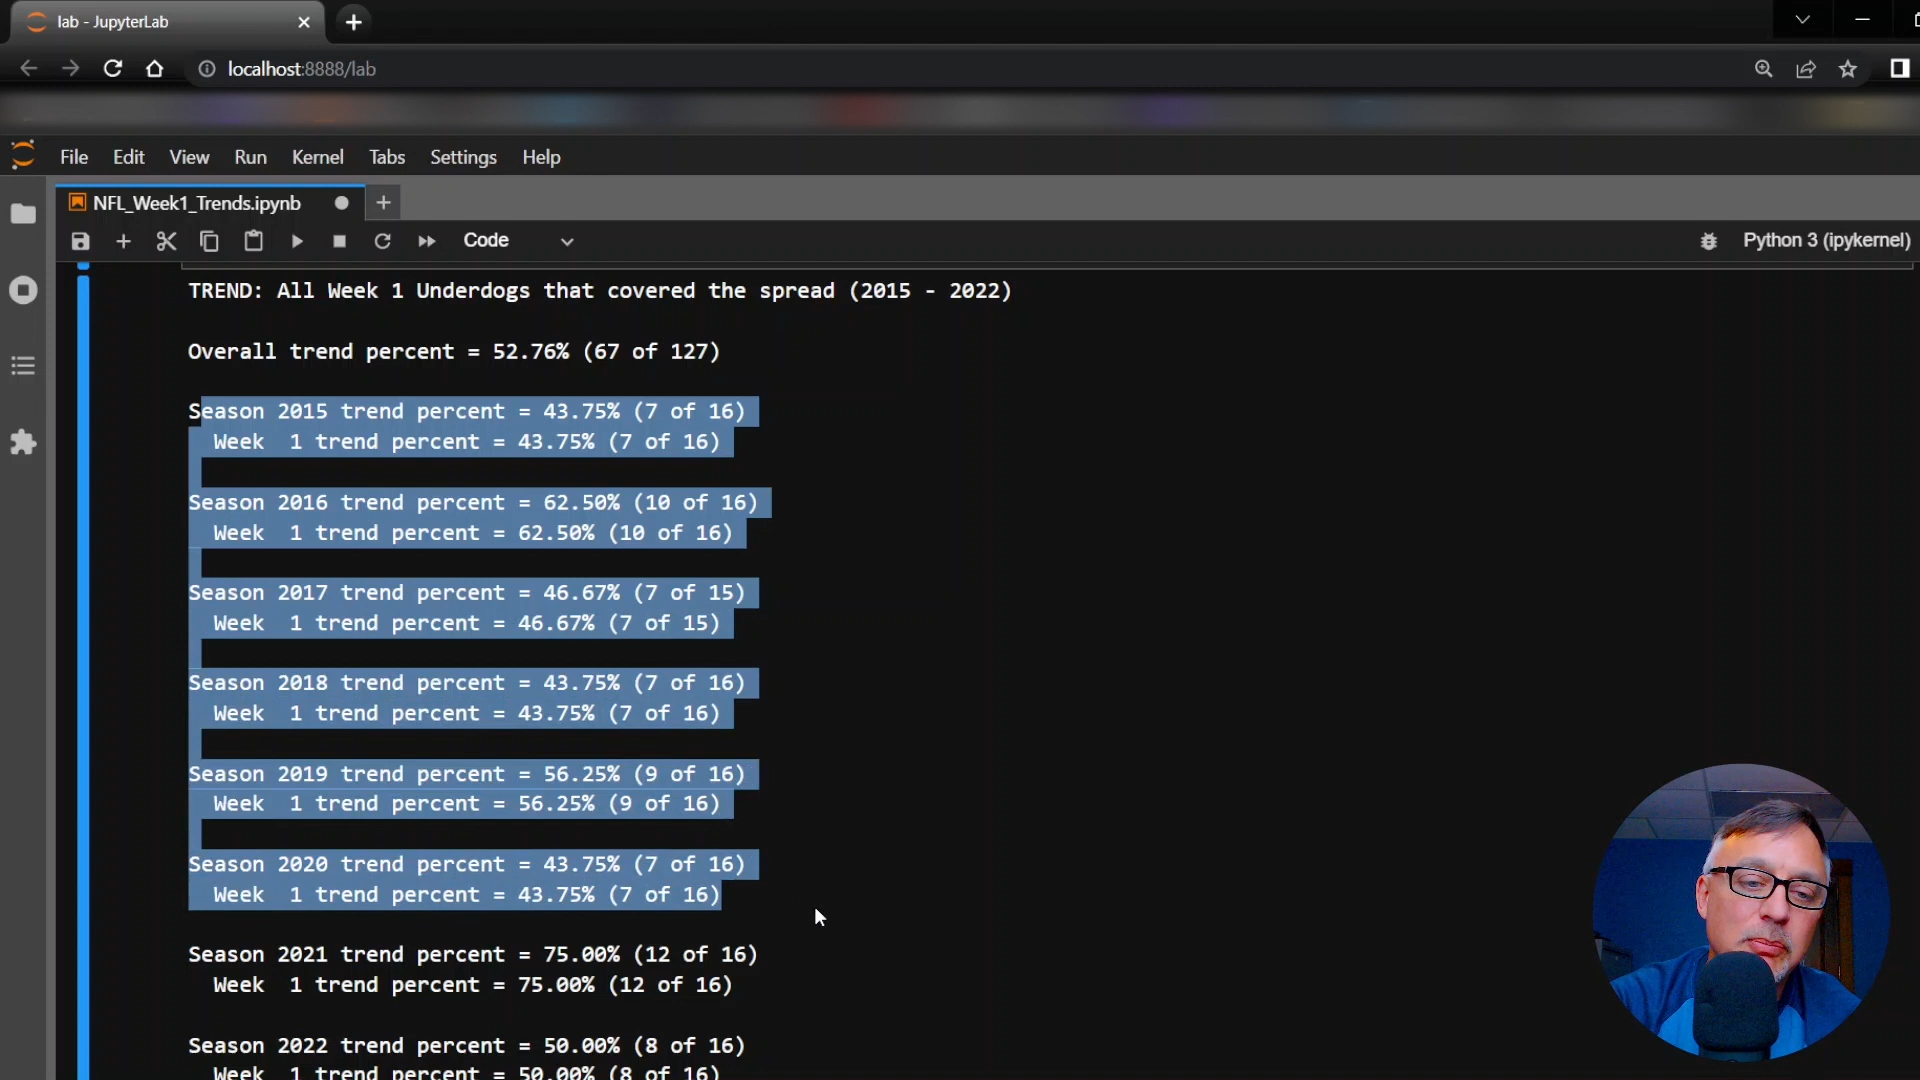 lab - JupyterLab
localhost:8888/lab
File Edit View Run Kernel Tabs Settings Help
NFL_Week1_Trends.ipynb
Code
Python 3 (ipykernel)
TREND: All Week 1 Underdogs that covered the spread (2015 - 2022)
Overall trend percent = 52.76% (67 of 127)
Season 2015 trend percent = 43.75% (7 of 16)
Week 1 trend percent = 43.75% (7 of 16)
Season 2016 trend percent = 62.50% (10 of 16)
Week 1 trend percent = 62.50% (10 of 16)
Season 2017 trend percent = 46.67% (7 of 15)
Week 1 trend percent = 46.67% (7 of 15)
Season 2018 trend percent = 43.75% (7 of 16)
Week 1 trend percent = 43.75% (7 of 16)
Season 2019 trend percent = 56.25% (9 of 16)
Week 1 trend percent = 56.25% (9 of 16)
Season 2020 trend percent = 43.75% (7 of 16)
Week 1 trend percent = 43.75% (7 of 16)
Season 2021 trend percent = 75.00% (12 of 16)
Week 1 trend percent = 75.00% (12 of 16)
Season 2022 trend percent = 50.00% (8 of 16)
Week 1 trend percent = 50.00% (8 of 16)